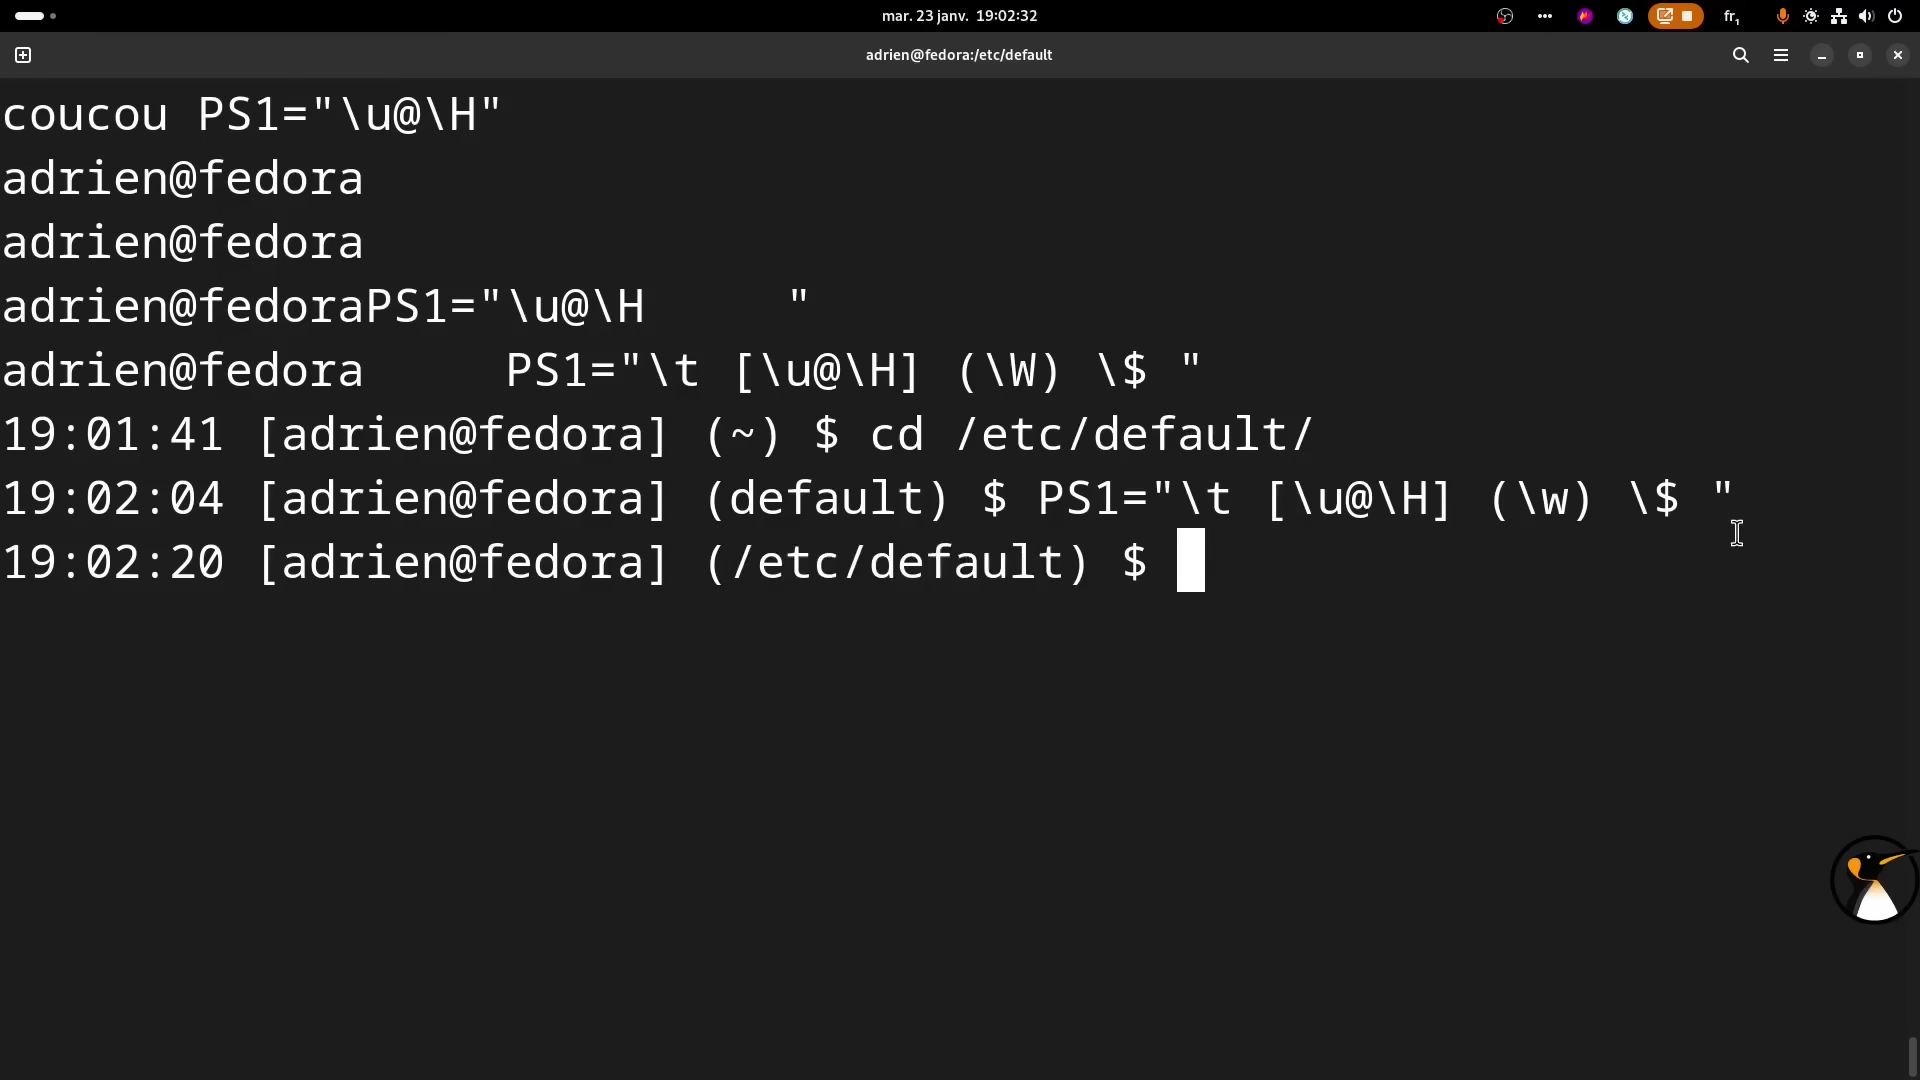 mar. 23 janv. 19:02:32
fr₁
adrien@fedora:/etc/default
coucou PS1="\u@\H"
adrien@fedora
adrien@fedora
adrien@fedoraPS1="\u@\H     "
adrien@fedora     PS1="\t [\u@\H] (\W) \$ "
19:01:41 [adrien@fedora] (~) $ cd /etc/default/
19:02:04 [adrien@fedora] (default) $ PS1="\t [\u@\H] (\w) \$ "
19:02:20 [adrien@fedora] (/etc/default) $